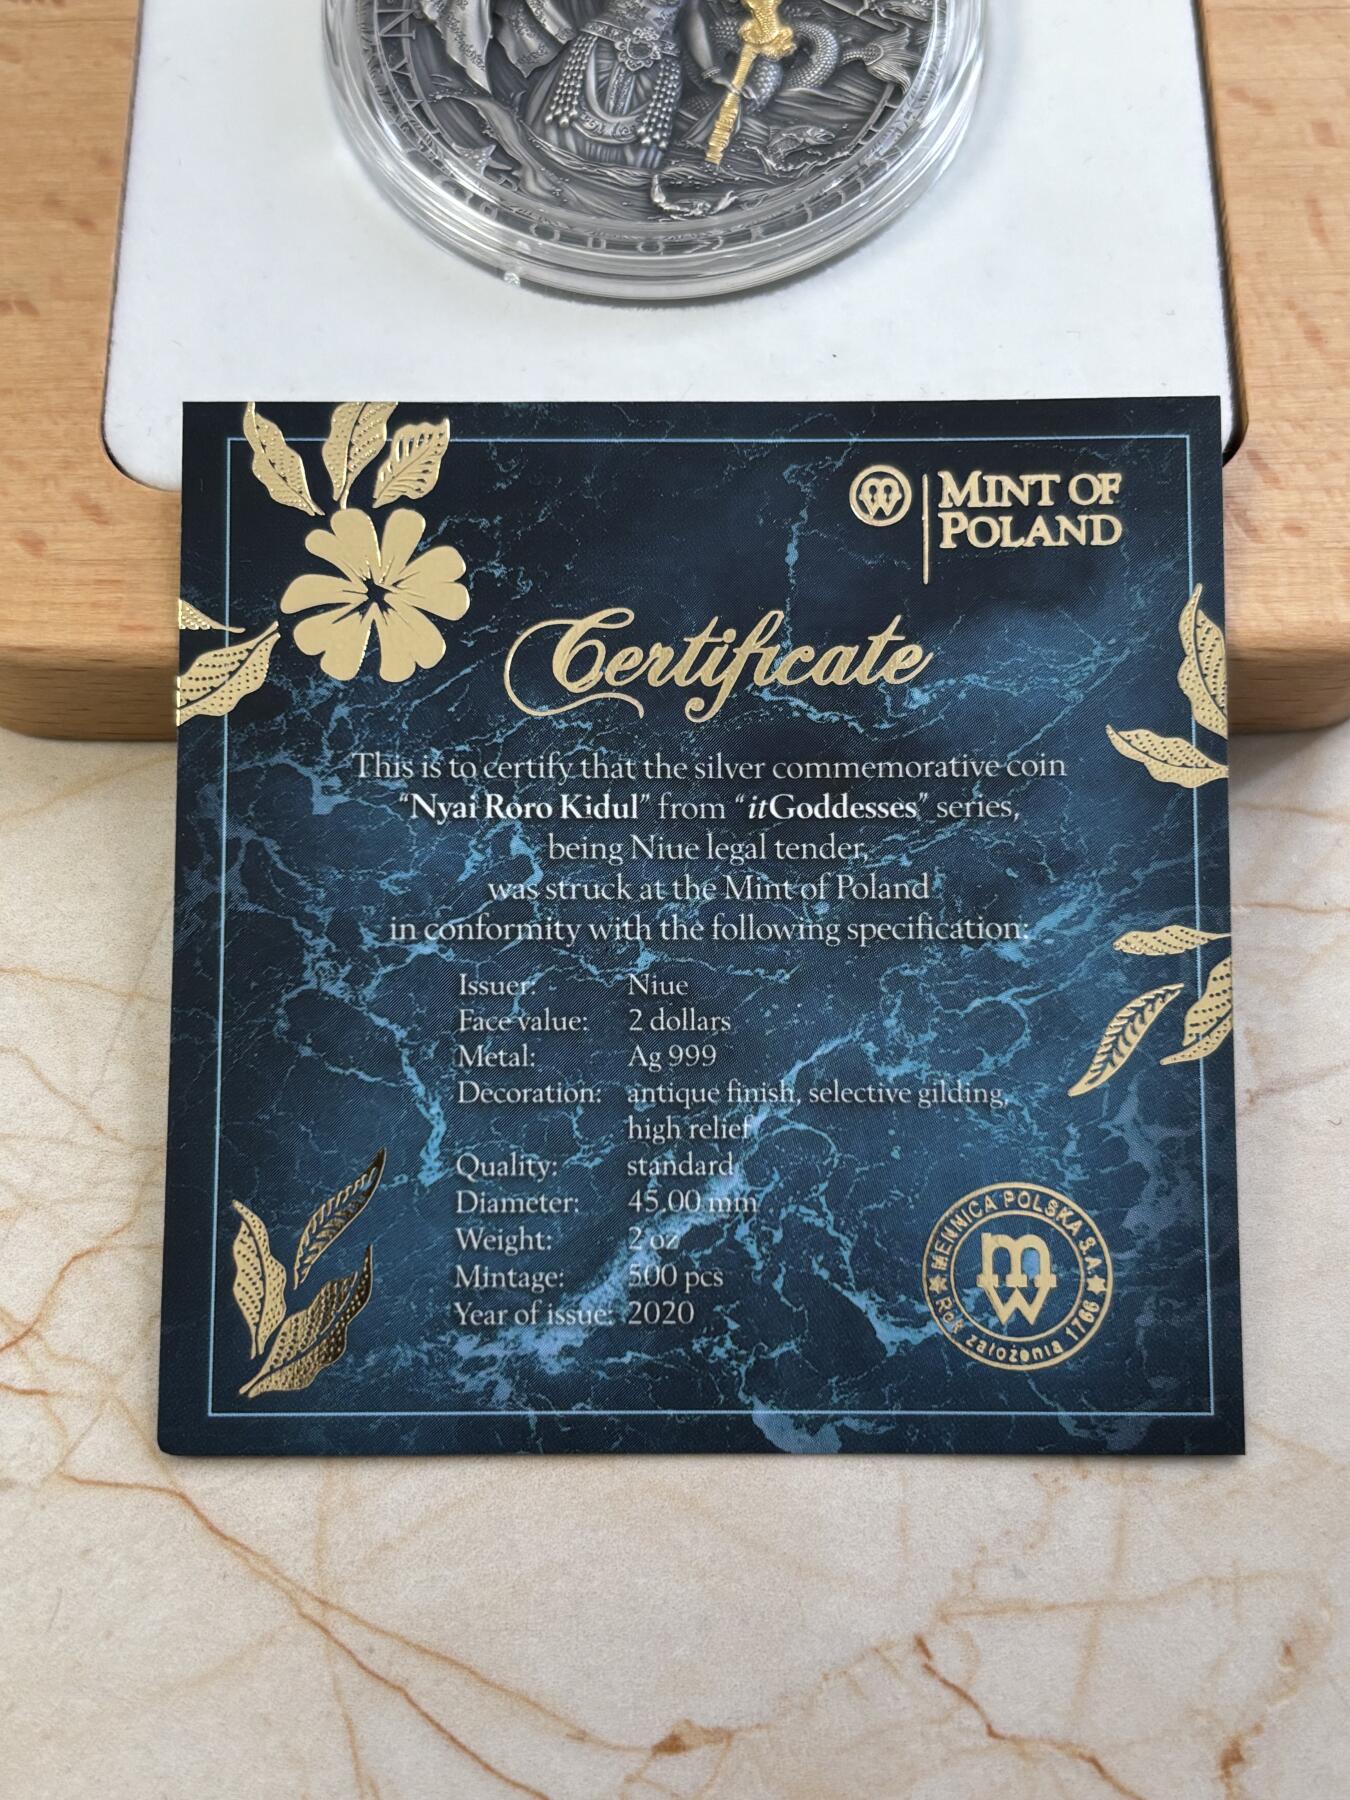 MINT OF
POLAND
Certificate
This is to certify that the silver commemorative coin
"Nyai Roro Kidul" from "itGoddesses" series,
being Niue legal tender,
was struck at the Mint of Poland
in conformity with the following specification:
Issuer: Niue
Face value: 2 dollars
Metal: Ag 999
Decoration: antique finish, selective gilding,
high relief
Quality: standard
Diameter: 45.00 mm
Weight: 2 oz
Mintage: 500 pcs
Year of issue: 2020
MENNICA POLSKA S.A.
Rok założenia 1766